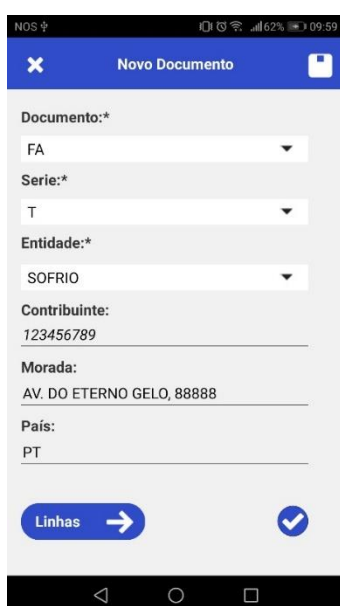 NOS 62% 09:59
Novo Documento
Documento:*
FA
Serie:*
T
Entidade:*
SOFRIO
Contribuinte:
123456789
Morada:
AV. DO ETERNO GELO, 88888
País:
PT
Linhas